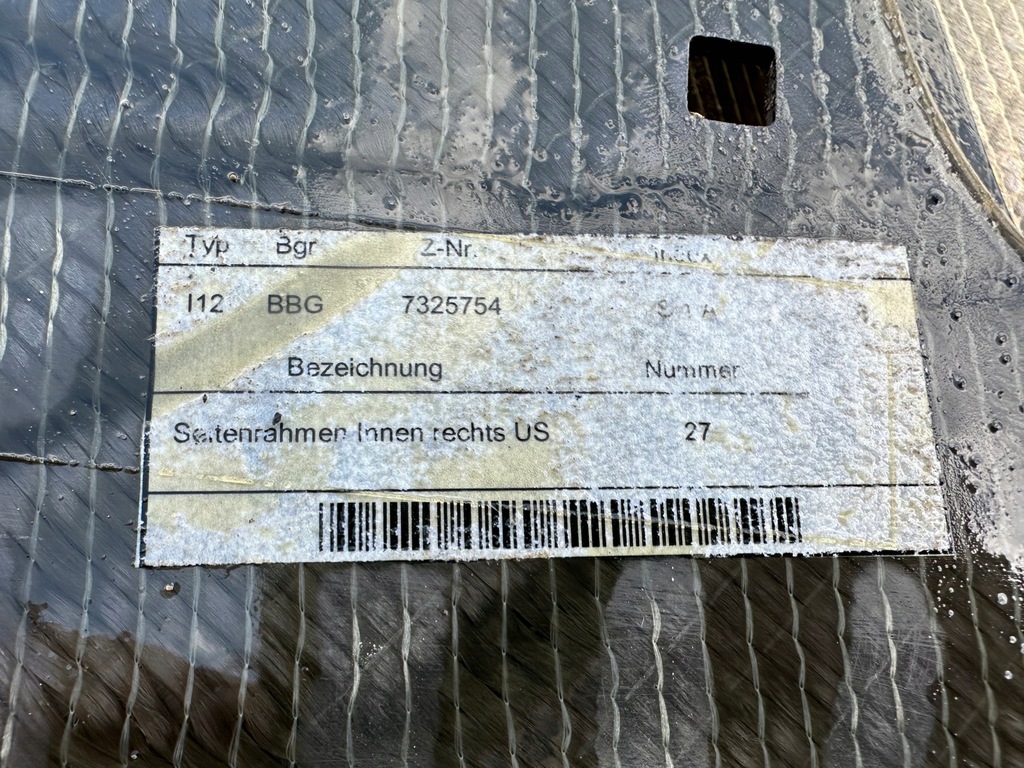 Typ Bgr Z-Nr.
I12 BBG 7325754
Bezeichnung Nummer
Seitenrahmen Innen rechts US 27